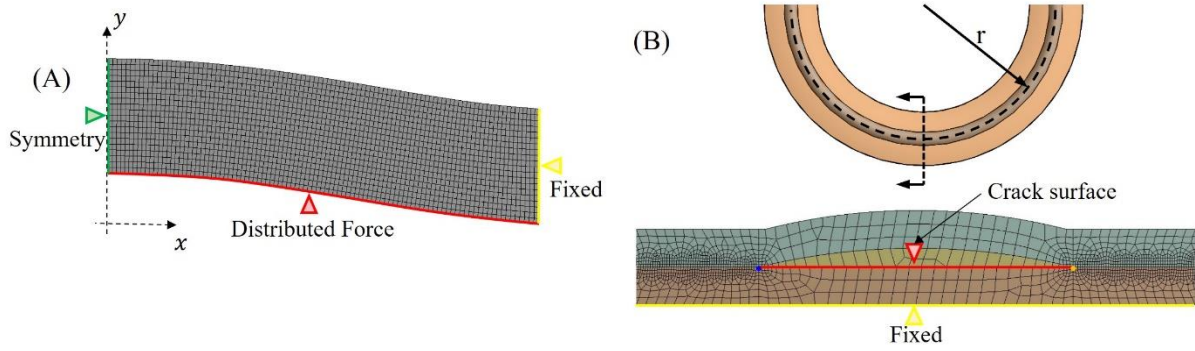 (A)
y
Symmetry
Fixed
Distributed Force
x
(B)
r
Crack surface
Fixed